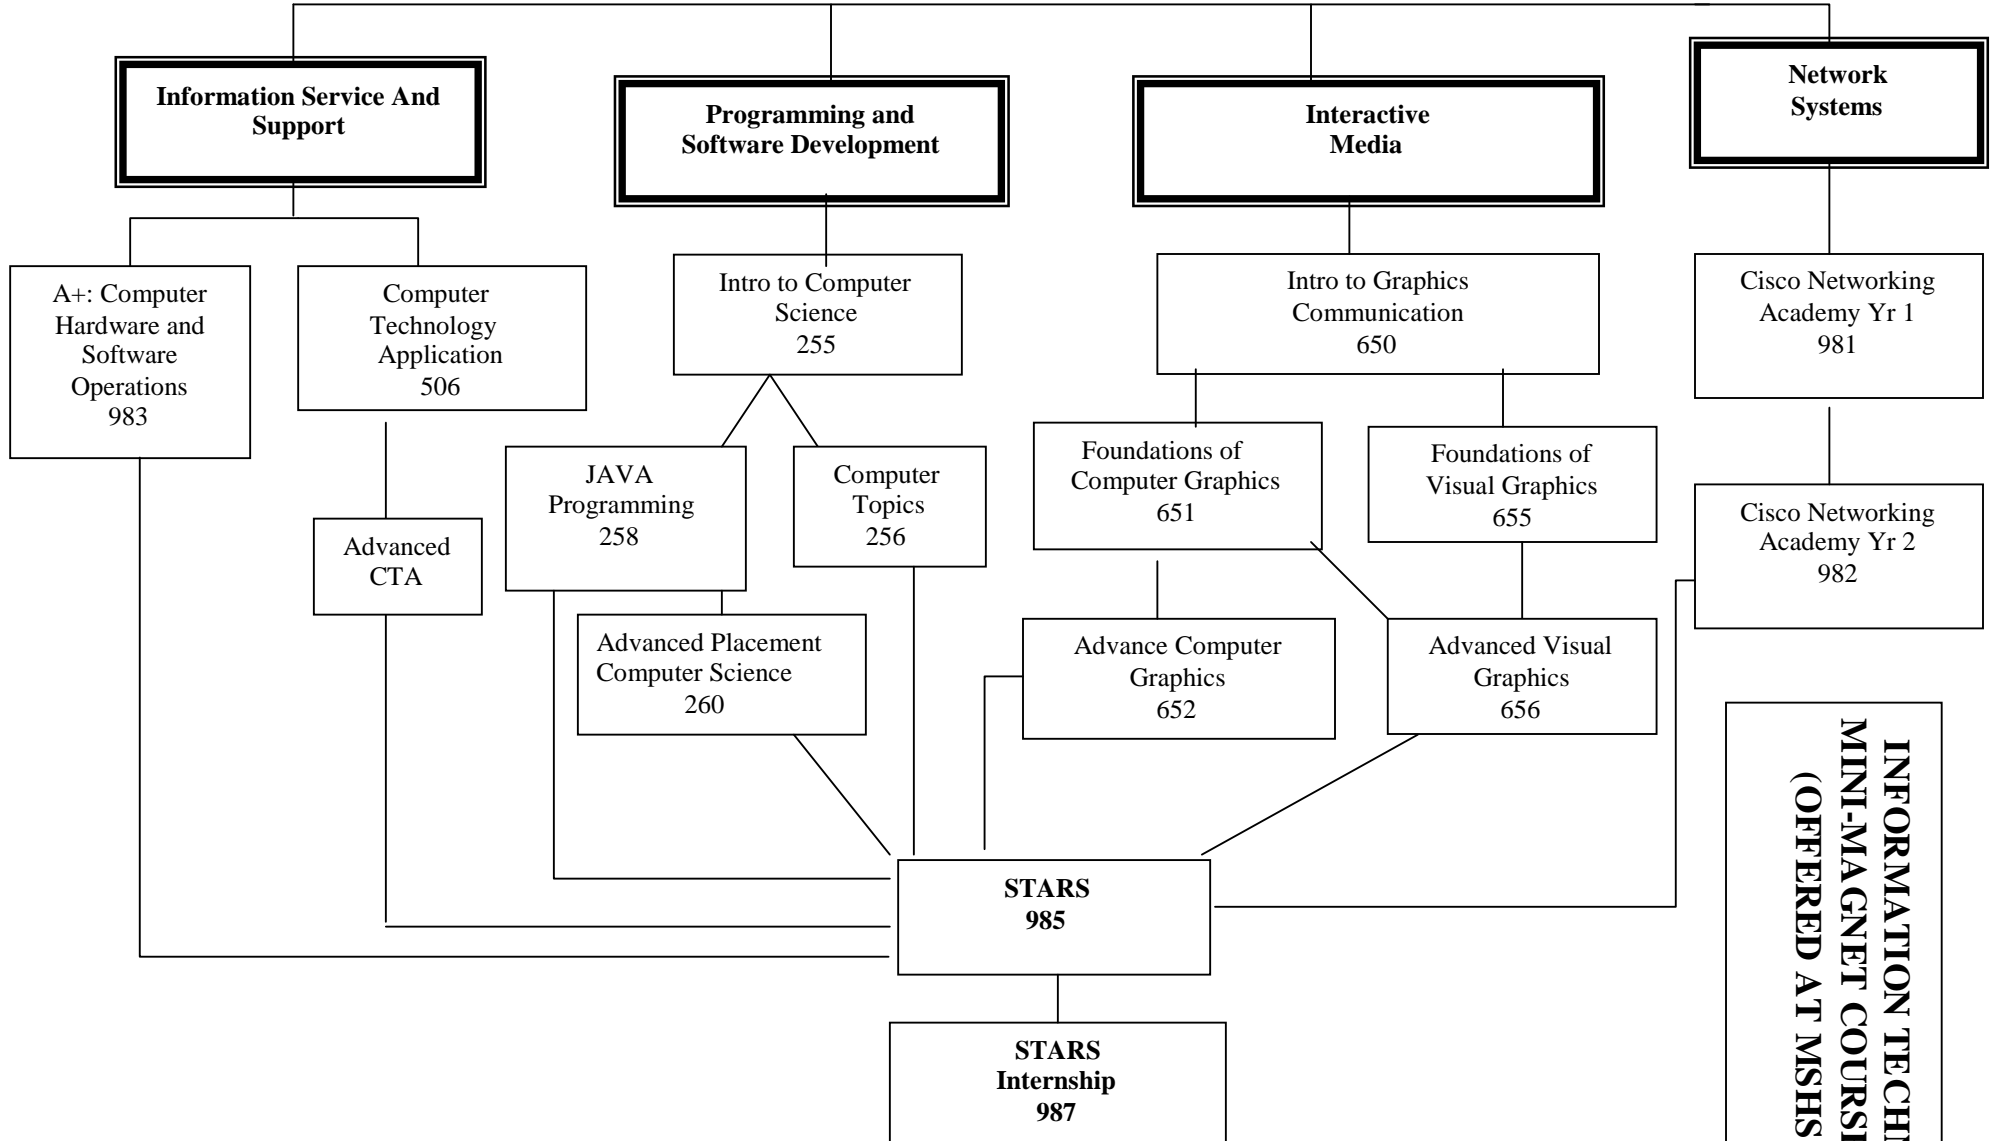 Information Service And
Support
Programming and
Software Development
Interactive
Media
Network
Systems
A+: Computer
Hardware and
Software
Operations
983
Computer
Technology
Application
506
Intro to Computer
Science
255
Intro to Graphics
Communication
650
Cisco Networking
Academy Yr 1
981
JAVA
Programming
258
Computer
Topics
256
Foundations of
Computer Graphics
651
Foundations of
Visual Graphics
655
Cisco Networking
Academy Yr 2
982
Advanced
CTA
Advanced Placement
Computer Science
260
Advance Computer
Graphics
652
Advanced Visual
Graphics
656
STARS
985
STARS
Internship
987
INFORMATION
MINI-MAGNET
(OFFERED AT MSHS